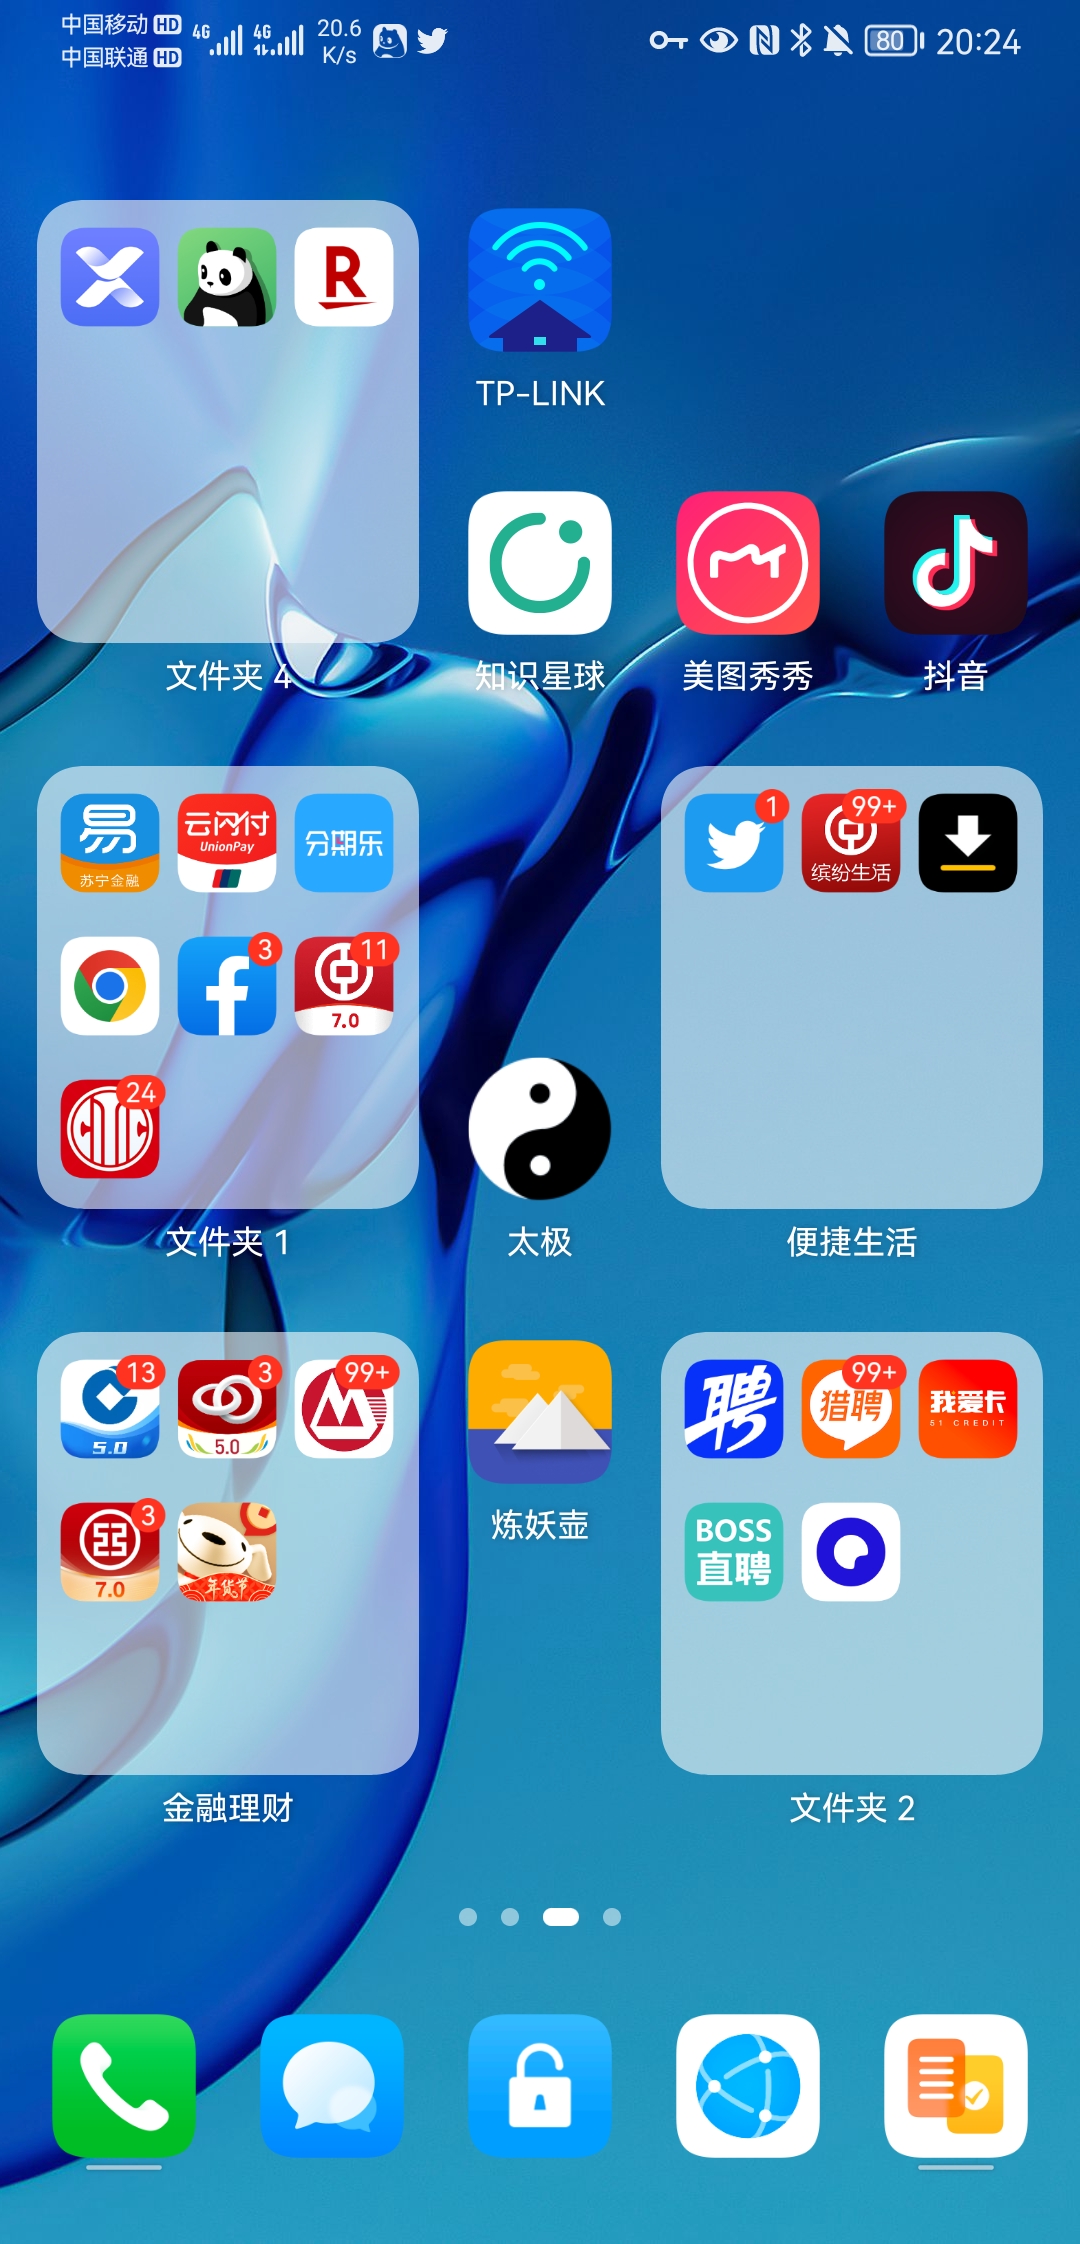 中国移动 HD 4G 4G 20.6 K/s 80 20:24
中国联通 HD
R
TP-LINK
文件夹 4
知识星球
美图秀秀
抖音
易 苏宁金融
云闪付 UnionPay
分期乐
1
99+
缤纷生活
3
11
7.0
24
文件夹 1
太极
便捷生活
13
5.0
3
5.0
99+
聘
99+
猎聘
我爱卡
51 CREDIT
3
7.0
年货节
炼妖壶
BOSS
直聘
金融理财
文件夹 2